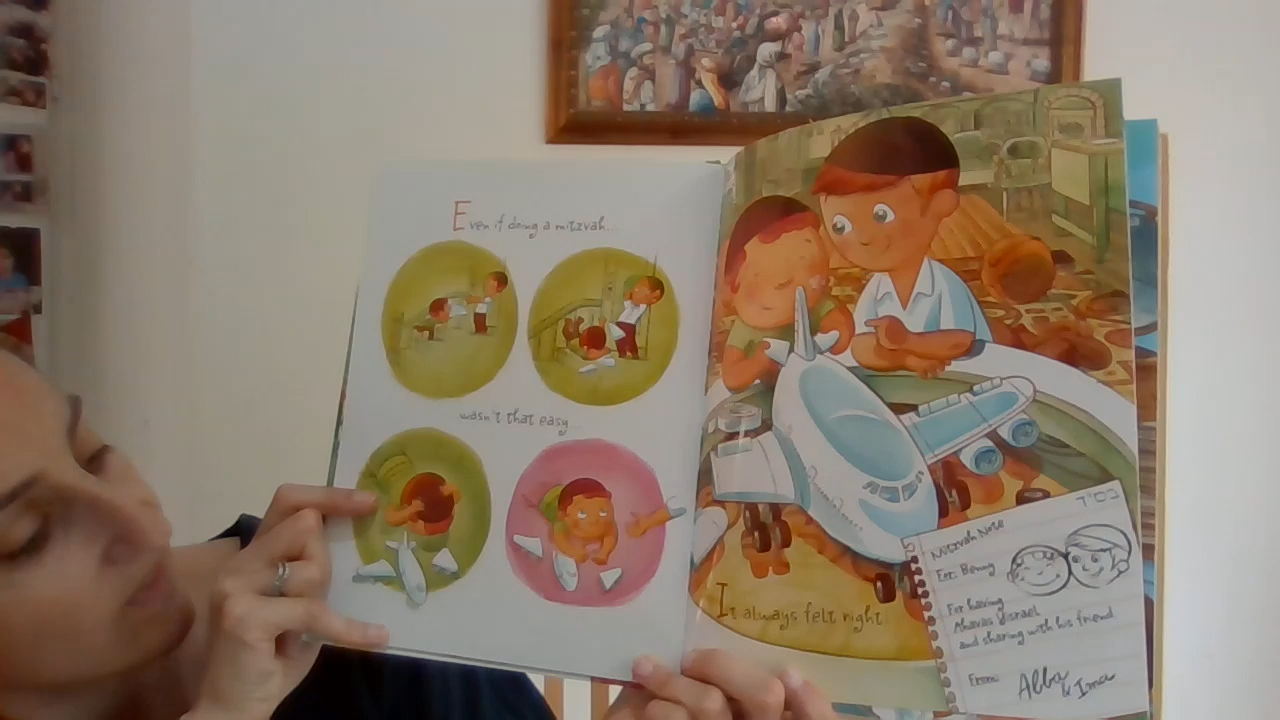 Even if doing a mitzvah...
wasn't that easy...
It always felt right
בס"ד
Mitzvah Note
For: Benny
For having
Ahavas Yisrael
and sharing with his friend
From: Abba & Ima